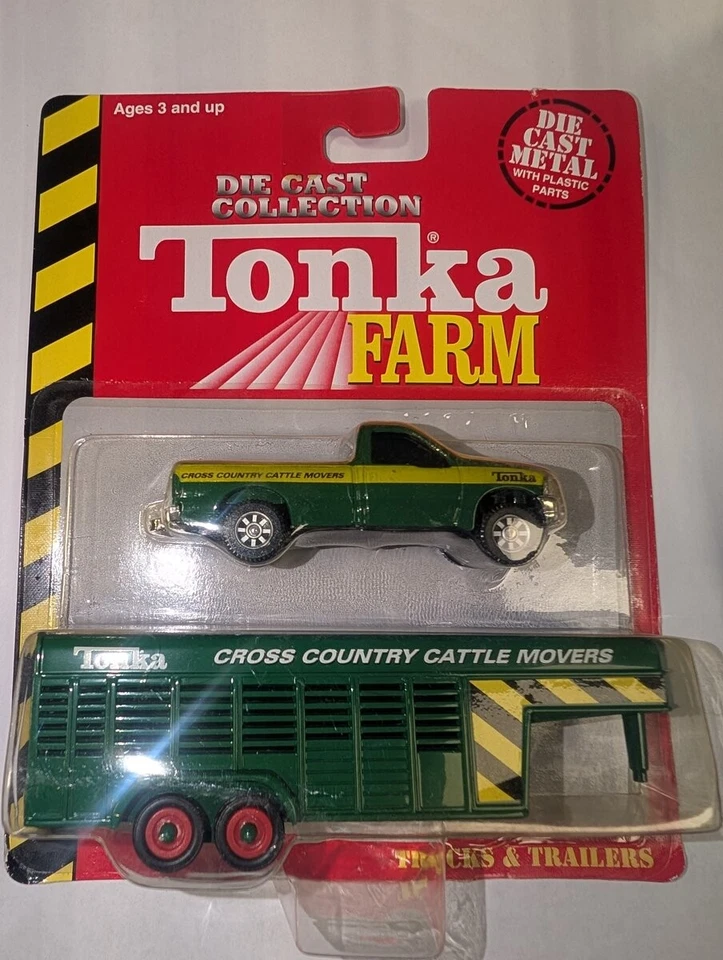 Ages 3 and up
DIE
CAST
METAL
WITH PLASTIC
PARTS
DIE CAST
COLLECTION
Tonka®
FARM
CROSS COUNTRY CATTLE MOVERS
Tonka
Tonka
CROSS COUNTRY CATTLE MOVERS
TRUCKS & TRAILERS